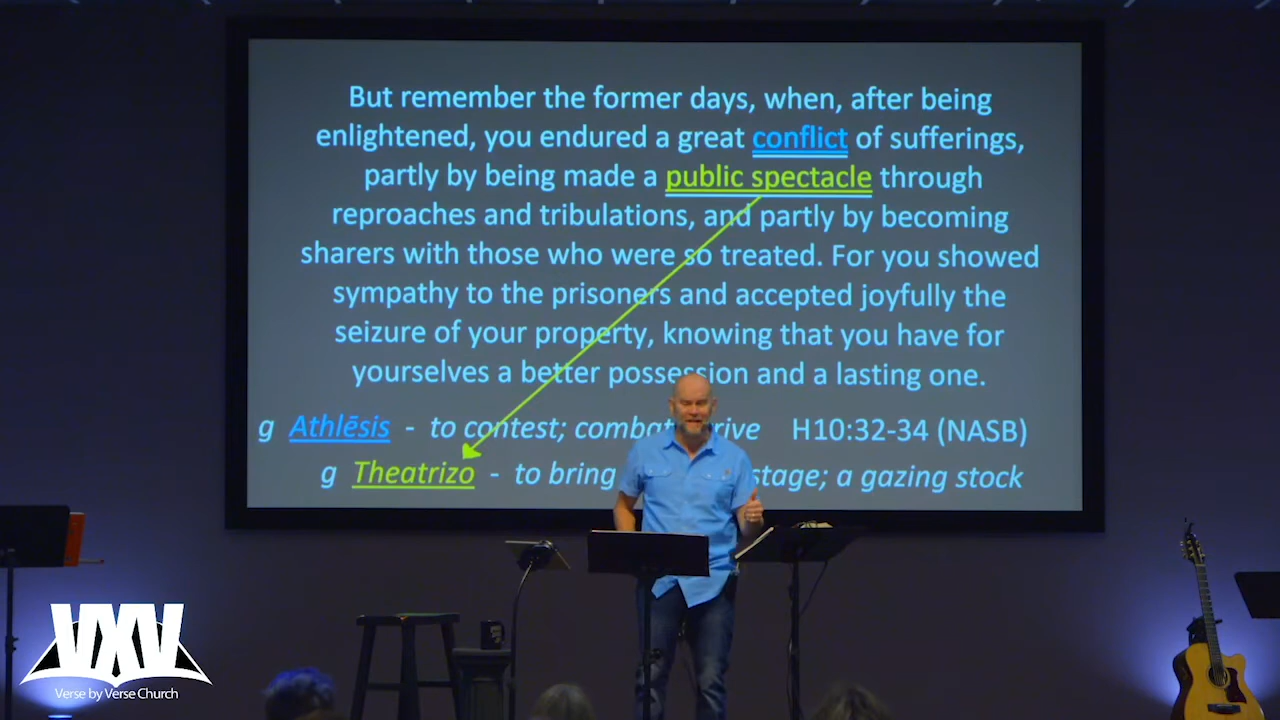 But remember the former days, when, after being
enlightened, you endured a great conflict of sufferings,
partly by being made a public spectacle through
reproaches and tribulations, and partly by becoming
sharers with those who were so treated. For you showed
sympathy to the prisoners and accepted joyfully the
seizure of your property, knowing that you have for
yourselves a better possession and a lasting one.
g Athlēsis - to contest; combat H10:32-34 (NASB)
g Theatrizo - to bring stage; a gazing stock
VXV
Verse by Verse Church